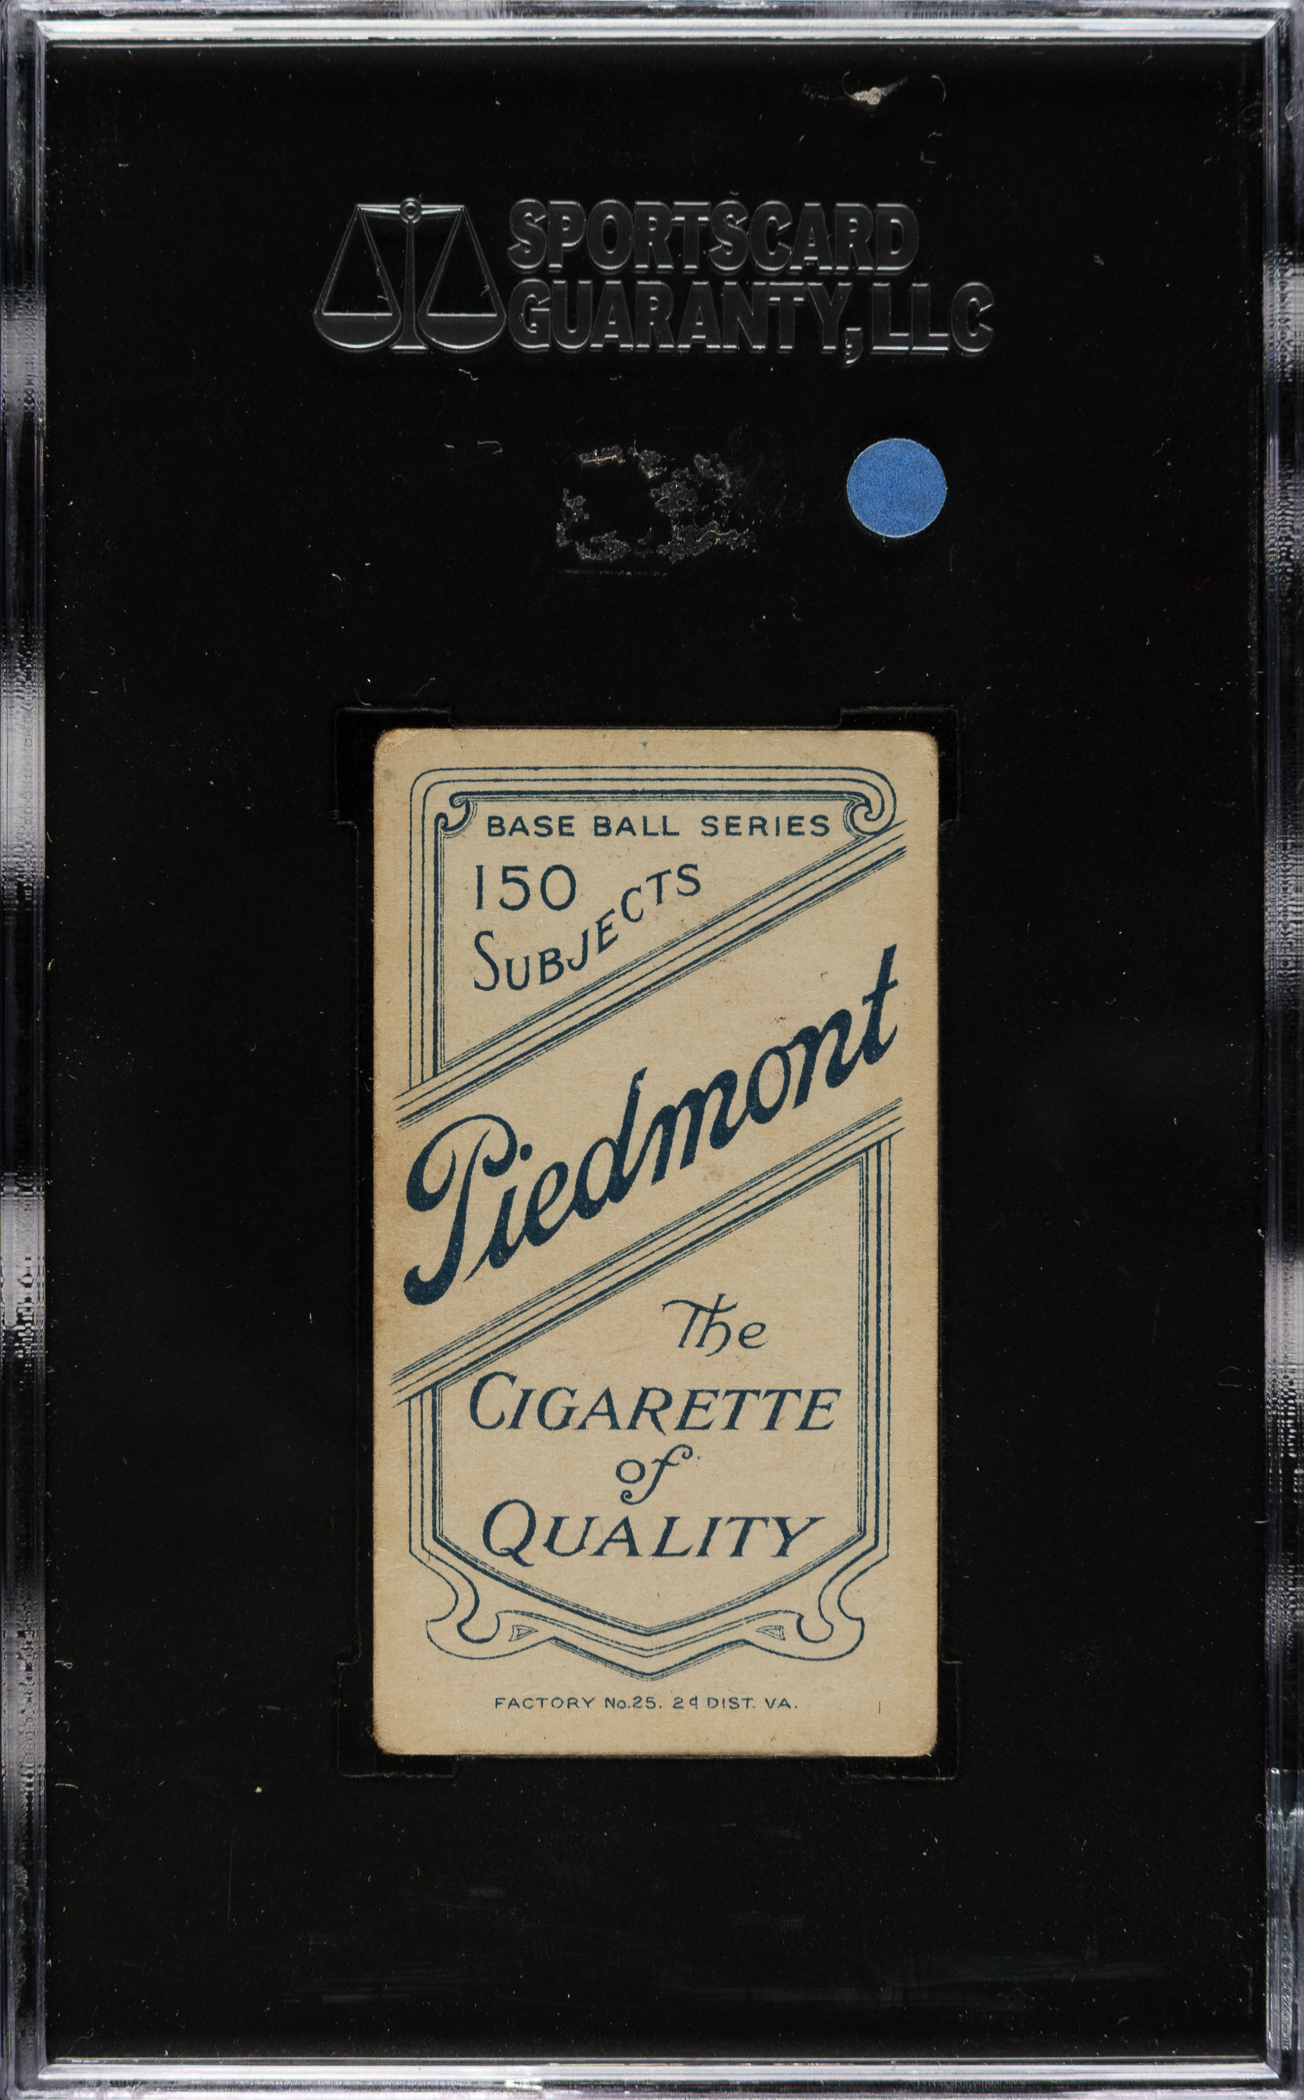 SPORTSCARD
GUARANTY, LLC
BASE BALL SERIES
150
SUBJECTS
Piedmont
The
CIGARETTE
of
QUALITY
FACTORY No.25. 2d DIST. VA.